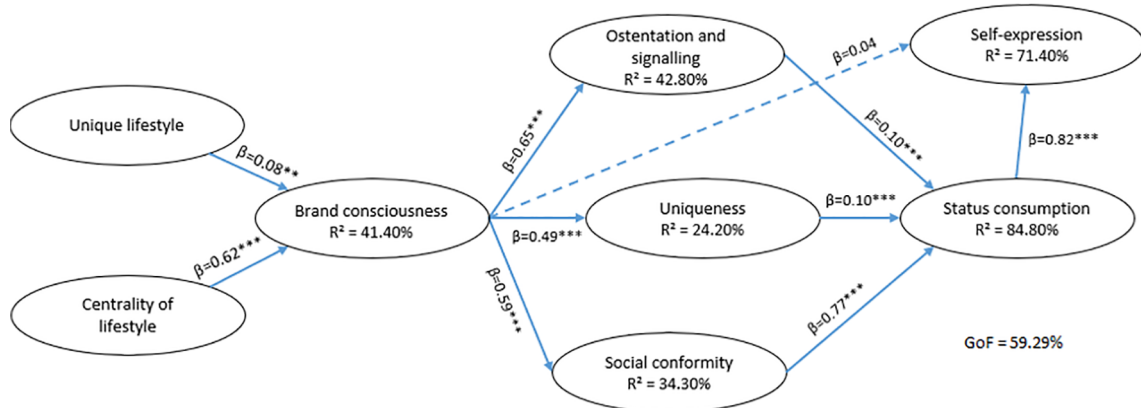 Ostentation and
signalling
R² = 42.80%
β=0.04
Self-expression
R² = 71.40%
Unique lifestyle
β=0.08**
β=0.65***
β=0.10***
β=0.82***
Brand consciousness
R² = 41.40%
β=0.49***
Uniqueness
R² = 24.20%
β=0.10***
Status consumption
R² = 84.80%
β=0.62***
Centrality of
lifestyle
β=0.59***
β=0.77***
Social conformity
R² = 34.30%
GoF = 59.29%